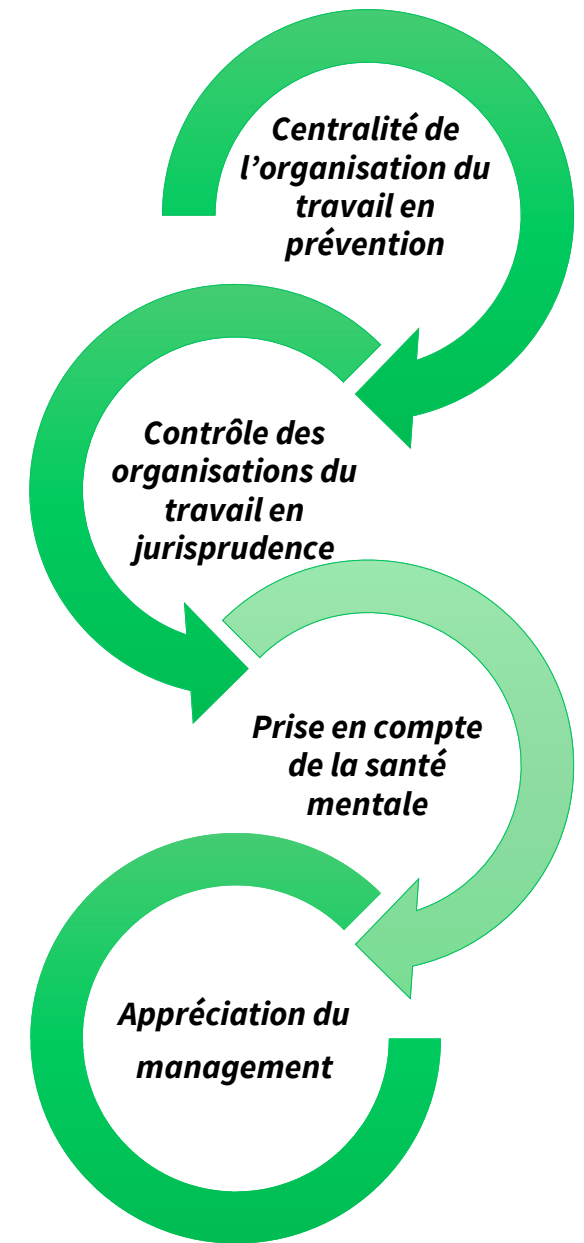 Centralité de
l’organisation du
travail en
prévention
Contrôle des
organisations du
travail en
jurisprudence
Prise en compte
de la santé
mentale
Appréciation du
management